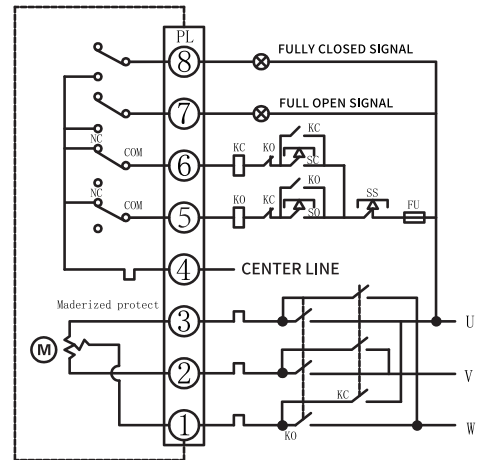 PL
8 FULLY CLOSED SIGNAL
7 FULL OPEN SIGNAL
KC
NC COM 6 KC KO SC
KO
NC COM 5 KO KC SO SS FU
4 CENTER LINE
Maderized protect
3 U
M
2 V
KC
1 KO W